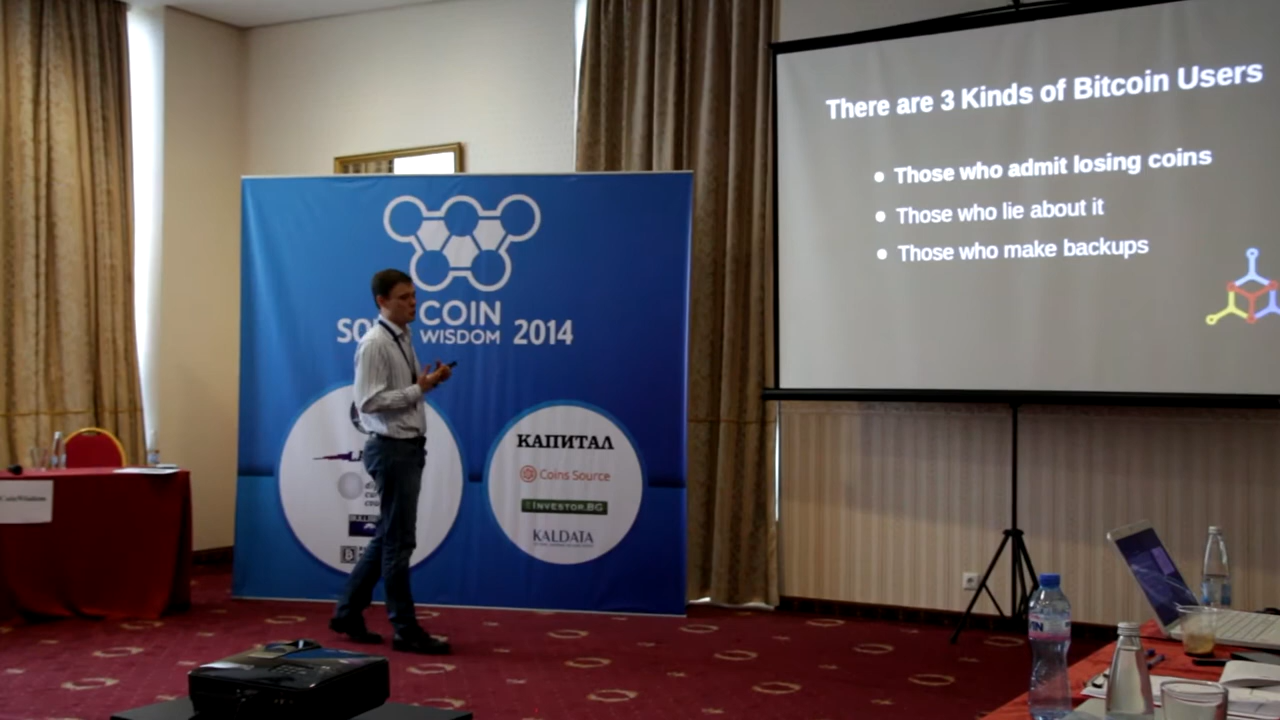 There are 3 Kinds of Bitcoin Users
Those who admit losing coins
Those who lie about it
Those who make backups
COIN
WISDOM 2014
КАПИТАЛ
Coins Source
INVESTOR.BG
KALDATA
CoinWisdom